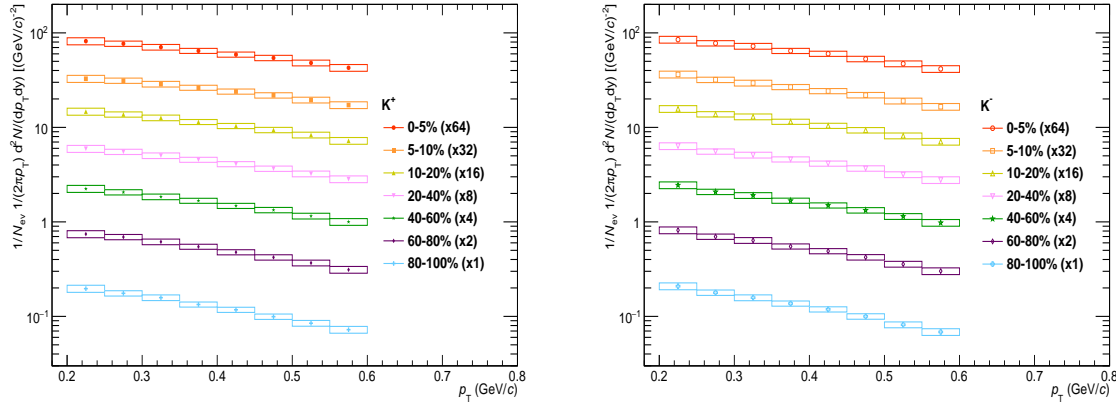 1/N_ev 1/(2πp_T) d²N/(dp_Tdy) [(GeV/c)⁻²]
10²
10
1
10⁻¹
K⁺
0-5% (x64)
5-10% (x32)
10-20% (x16)
20-40% (x8)
40-60% (x4)
60-80% (x2)
80-100% (x1)
0.2 0.3 0.4 0.5 0.6 0.7 0.8
p_T (GeV/c)
1/N_ev 1/(2πp_T) d²N/(dp_Tdy) [(GeV/c)⁻²]
10²
10
1
10⁻¹
K⁻
0-5% (x64)
5-10% (x32)
10-20% (x16)
20-40% (x8)
40-60% (x4)
60-80% (x2)
80-100% (x1)
0.2 0.3 0.4 0.5 0.6 0.7 0.8
p_T (GeV/c)